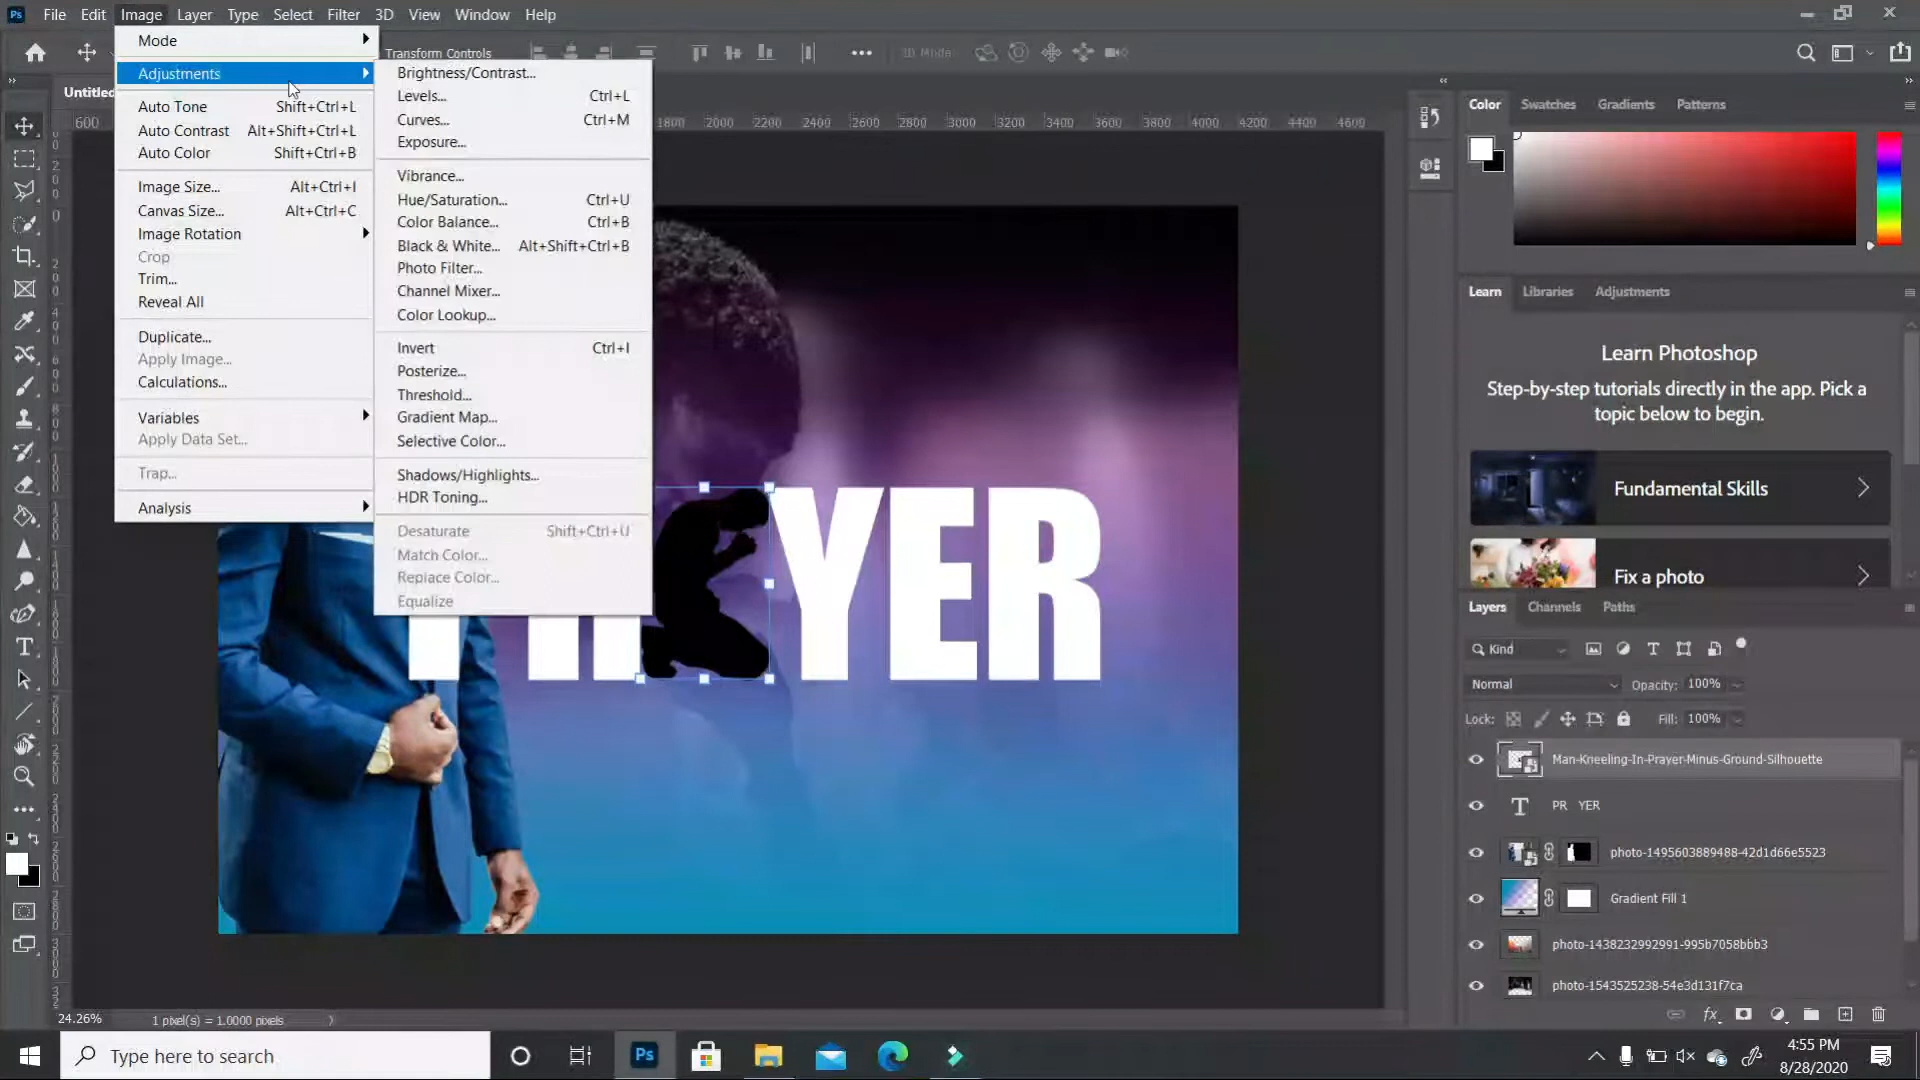 Ps File Edit Image Layer Type Select Filter 3D View Window Help
Transform Controls 3D Mode:
Untitled
Mode
Adjustments
Auto Tone Shift+Ctrl+L
Auto Contrast Alt+Shift+Ctrl+L
Auto Color Shift+Ctrl+B
Image Size... Alt+Ctrl+I
Canvas Size... Alt+Ctrl+C
Image Rotation
Crop
Trim...
Reveal All
Duplicate...
Apply Image...
Calculations...
Variables
Apply Data Set...
Trap...
Analysis
Brightness/Contrast...
Levels... Ctrl+L
Curves... Ctrl+M
Exposure...
Vibrance...
Hue/Saturation... Ctrl+U
Color Balance... Ctrl+B
Black & White... Alt+Shift+Ctrl+B
Photo Filter...
Channel Mixer...
Color Lookup...
Invert Ctrl+I
Posterize...
Threshold...
Gradient Map...
Selective Color...
Shadows/Highlights...
HDR Toning...
Desaturate Shift+Ctrl+U
Match Color...
Replace Color...
Equalize
600 1800 2000 2200 2400 2600 2800 3000 3200 3400 3600 3800 4000 4200 4400 4600
YER
Color Swatches Gradients Patterns
Learn Libraries Adjustments
Learn Photoshop
Step-by-step tutorials directly in the app. Pick a
topic below to begin.
Fundamental Skills
Fix a photo
Layers Channels Paths
Kind
Normal Opacity: 100%
Lock: Fill: 100%
Man-Kneeling-In-Prayer-Minus-Ground-Silhouette
PR YER
photo-1495603889488-42d1d66e5523
Gradient Fill 1
photo-1438232992991-995b7058bbb3
photo-1543525238-54e3d131f7ca
24.26% 1 pixel(s) = 1.0000 pixels
Type here to search
Ps
4:55 PM
8/28/2020